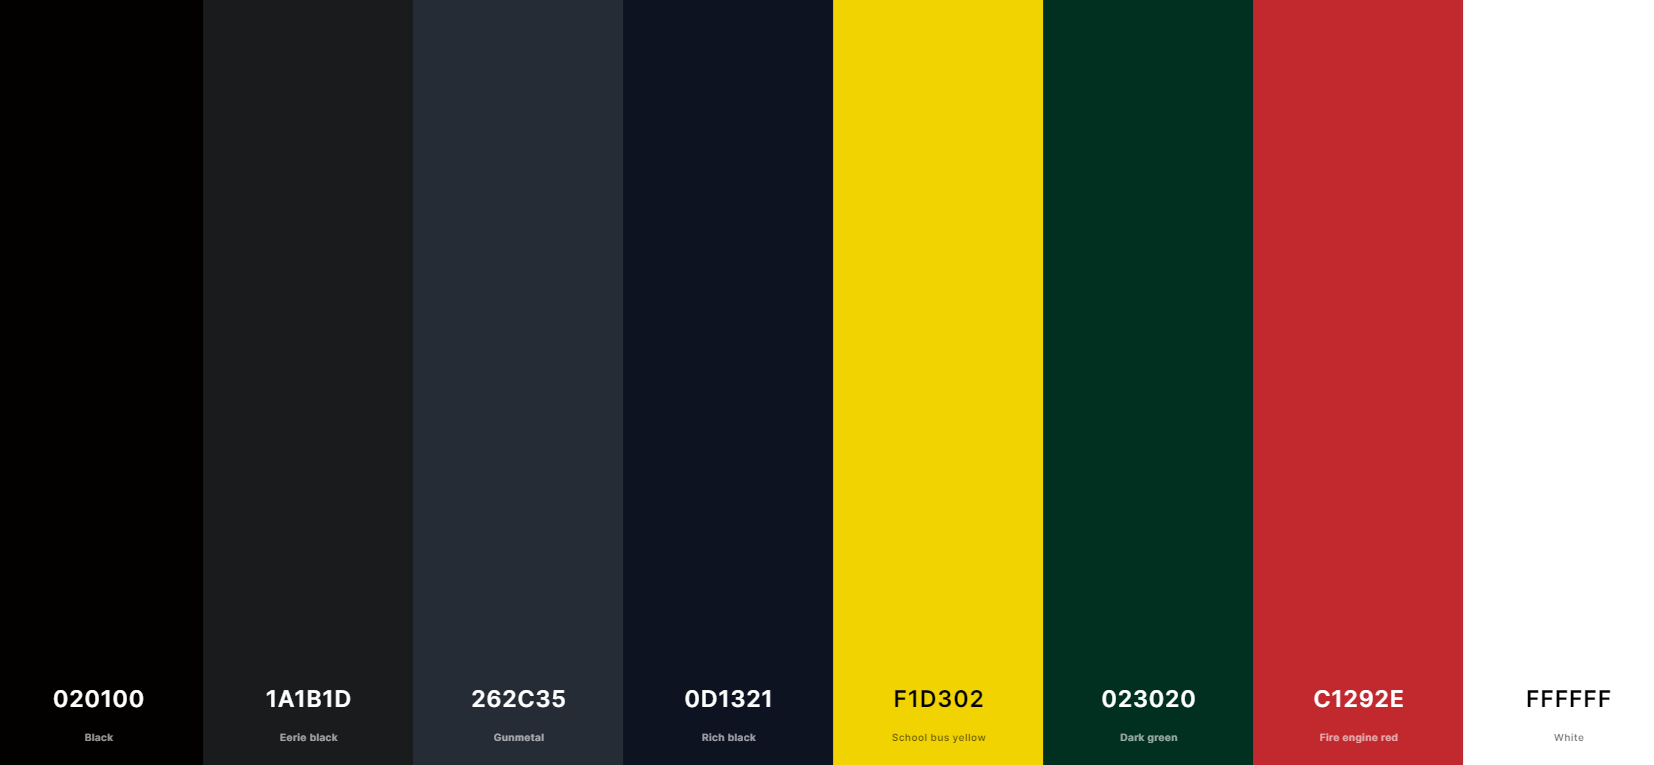 020100
Black
1A1B1D
Eerie black
262C35
Gunmetal
0D1321
Rich black
F1D302
School bus yellow
023020
Dark green
C1292E
Fire engine red
FFFFFF
White